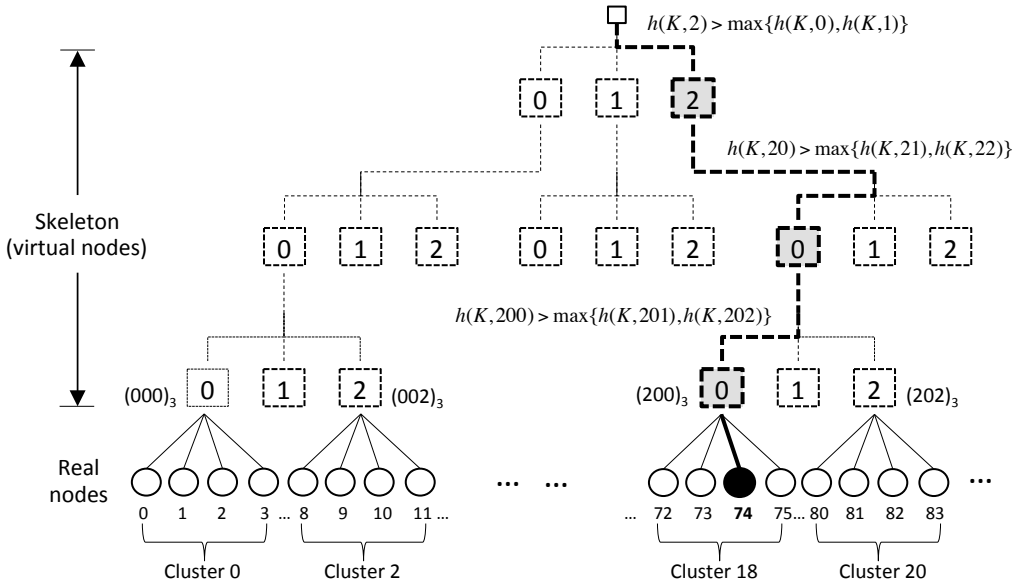 h(K,2) > max{h(K,0),h(K,1)}
0 1 2
h(K,20) > max{h(K,21),h(K,22)}
Skeleton
(virtual nodes)
0 1 2 0 1 2 0 1 2
h(K,200) > max{h(K,201),h(K,202)}
(000)₃ 0 1 2 (002)₃ (200)₃ 0 1 2 (202)₃
Real
nodes
... ... ...
0 1 2 3 ... 8 9 10 11 ... ... 72 73 74 75 ... 80 81 82 83
Cluster 0 Cluster 2 Cluster 18 Cluster 20